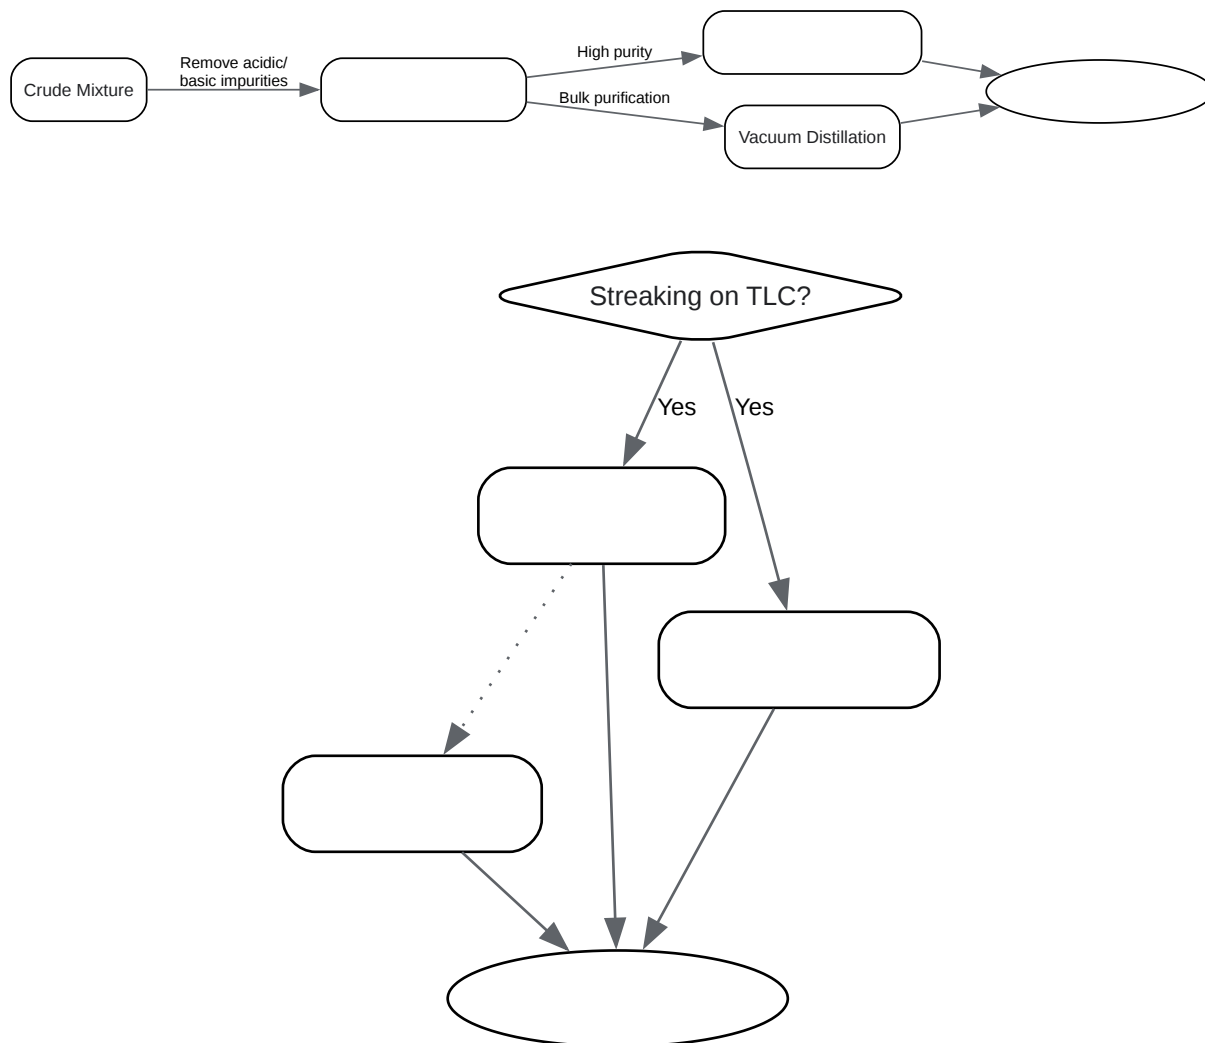 Remove acidic/
basic impurities
Crude Mixture
High purity
Bulk purification
Vacuum Distillation
Streaking on TLC?
Yes
Yes